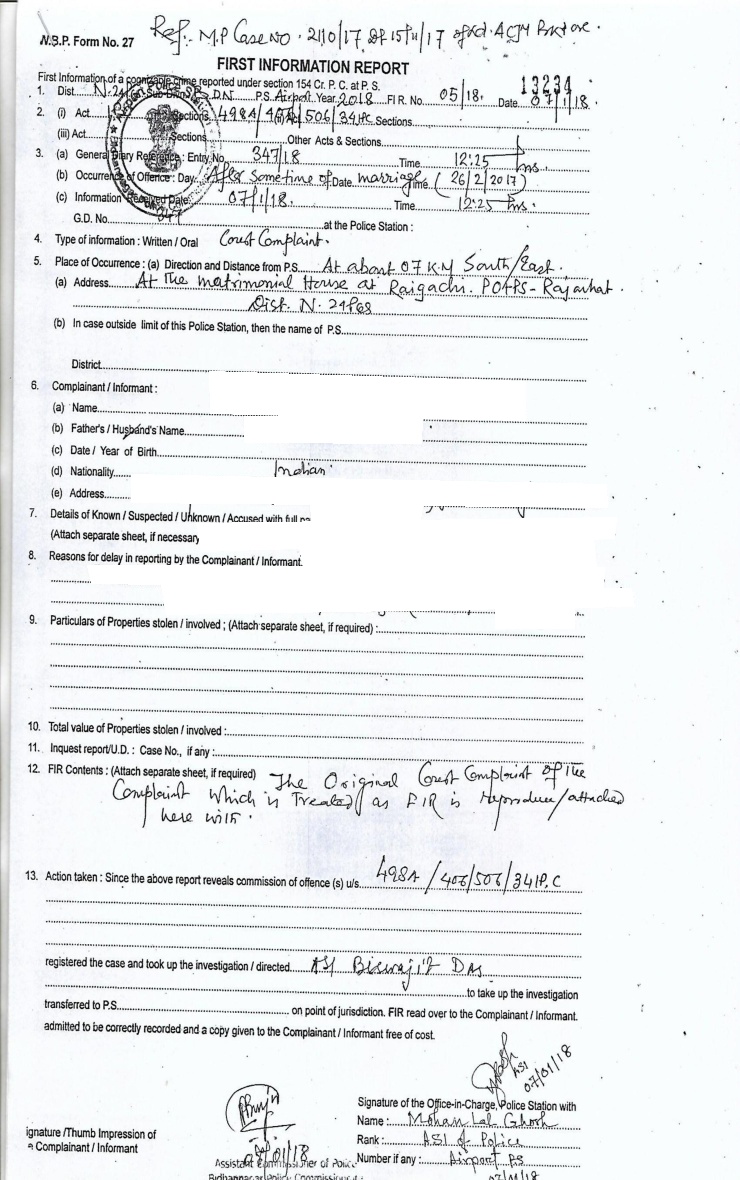 W.B.P. Form No. 27
Ref:- M.P Case No. 2110/17 Dt 15/11/17 of Ld. ACJM
FIRST INFORMATION REPORT
13234
First Information of a cognizable crime reported under section 154 Cr. P. C. at P. S.
1. Dist. N. 24 Sub-Divn. D.N. P.S. Airport Year 2018 FIR. No. 05/18. Date 07/1/18.
2. (i) Act Sections 498A/406/506/34 IPC Sections
(iii) Act Sections Other Acts & Sections
3. (a) General Diary Reference : Entry No. 347/18 Time 12:25 hrs.
(b) Occurrence of Offence : Day. After sometime of Date marriage Time (26/2/2017)
(c) Information Received Date: 07/1/18. Time 12:25 hrs.
G.D. No. 347 at the Police Station :
4. Type of information : Written / Oral Court Complaint.
5. Place of Occurrence : (a) Direction and Distance from P.S. At about 07 K.M South/East.
(a) Address At the matrimonial House at Raigachi. PO+PS- Rajarhat.
Dist. N. 24 PGS
(b) In case outside limit of this Police Station, then the name of P.S.
District
6. Complainant / Informant :
(a) Name
(b) Father's / Husband's Name
(c) Date / Year of Birth
(d) Nationality Indian
(e) Address
7. Details of Known / Suspected / Unknown / Accused with full
(Attach separate sheet, if necessary
8. Reasons for delay in reporting by the Complainant / Informant.
9. Particulars of Properties stolen / involved ; (Attach separate sheet, if required) :
10. Total value of Properties stolen / involved :
11. Inquest report/U.D. : Case No., if any :
12. FIR Contents : (Attach separate sheet, if required) The Original Court Complaint of the
Complaint which is Treated as FIR is Reproduce/attached
here with.
13. Action taken : Since the above report reveals commission of offence (s) u/s. 498A /406/506/34 IP.C
registered the case and took up the investigation / directed ASI Biswajit Das
to take up the investigation
transferred to P.S. on point of jurisdiction. FIR read over to the Complainant / Informant.
admitted to be correctly recorded and a copy given to the Complainant / Informant free of cost.
ASI
07/01/18
Signature of the Office-in-Charge, Police Station with
Name : Mohan Lal Ghosh
Rank : ASI of Police
Number if any : Airport PS
07/01/18
ignature /Thumb Impression of
Complainant / Informant
Assistant Commissioner of Police
Bidhannagar Police Commissionerate